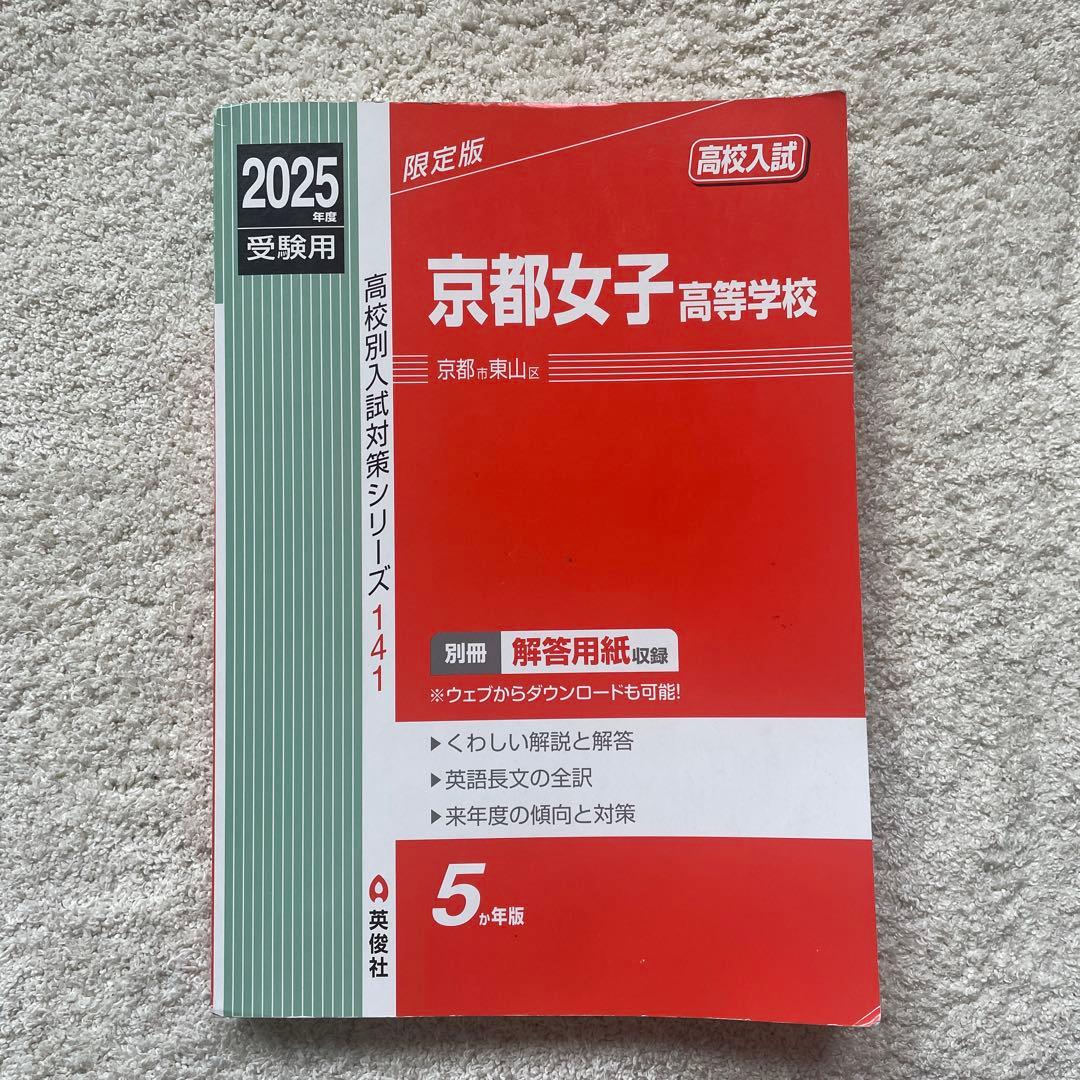 2025
年度
受験用
高校別入試対策シリーズ141
英俊社
限定版
高校入試
京都女子高等学校
京都市東山区
別冊 解答用紙収録
※ウェブからダウンロードも可能!
▶くわしい解説と解答
▶英語長文の全訳
▶来年度の傾向と対策
5か年版